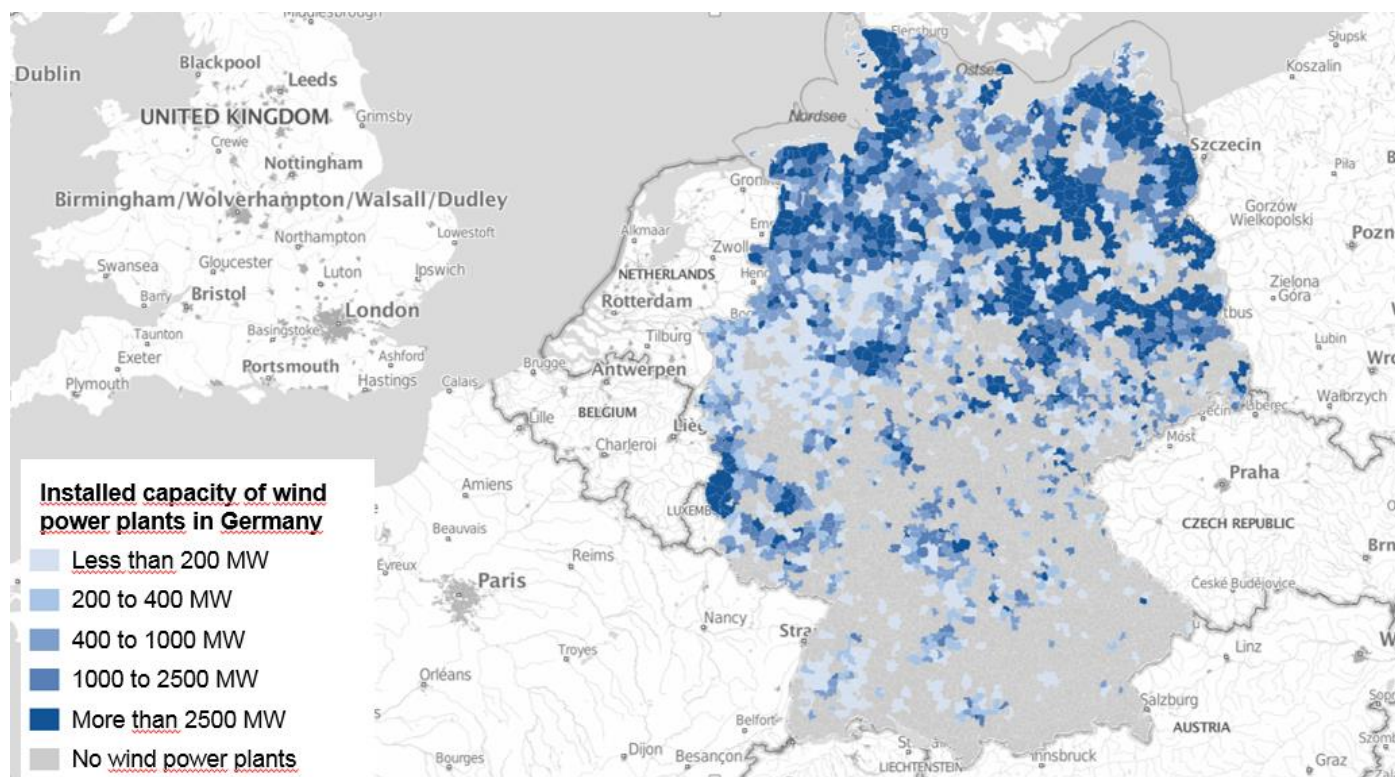 Middlesbrough
Flensburg
Słupsk
Dublin
Blackpool
Leeds
Ostsee
Koszalin
UNITED KINGDOM
Grimsby
Nordsee
Crewe
Nottingham
Szczecin
Piła
Birmingham/Wolverhampton/Walsall/Dudley
Gorzów
Wielkopolski
Northampton
Lowestoft
Alkmaar
Swansea
Gloucester
Luton
Ipswich
NETHERLANDS
Zielona
Góra
Barry
Bristol
London
Rotterdam
Taunton
Basingstoke
Tilburg
Lubin
Exeter
Ashford
Portsmouth
Brugge
Antwerpen
Plymouth
Hastings
Calais
Wałbrzych
Lille
BELGIUM
Charleroi
Móst
Praha
Installed capacity of wind
power plants in Germany
Amiens
CZECH REPUBLIC
Less than 200 MW
Beauvais
Reims
Évreux
Paris
České Budějovice
200 to 400 MW
Nancy
400 to 1000 MW
Troyes
Linz
1000 to 2500 MW
Orléans
Salzburg
More than 2500 MW
Belfort
AUSTRIA
No wind power plants
Bourges
Dijon
Besançon
LIECHTENSTEIN
Graz